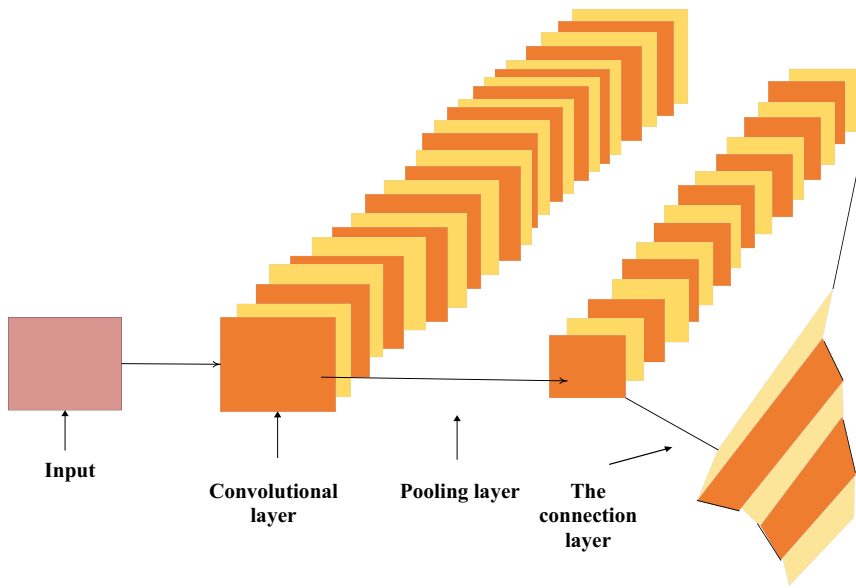 Input
Convolutional
layer
Pooling layer
The
connection
layer